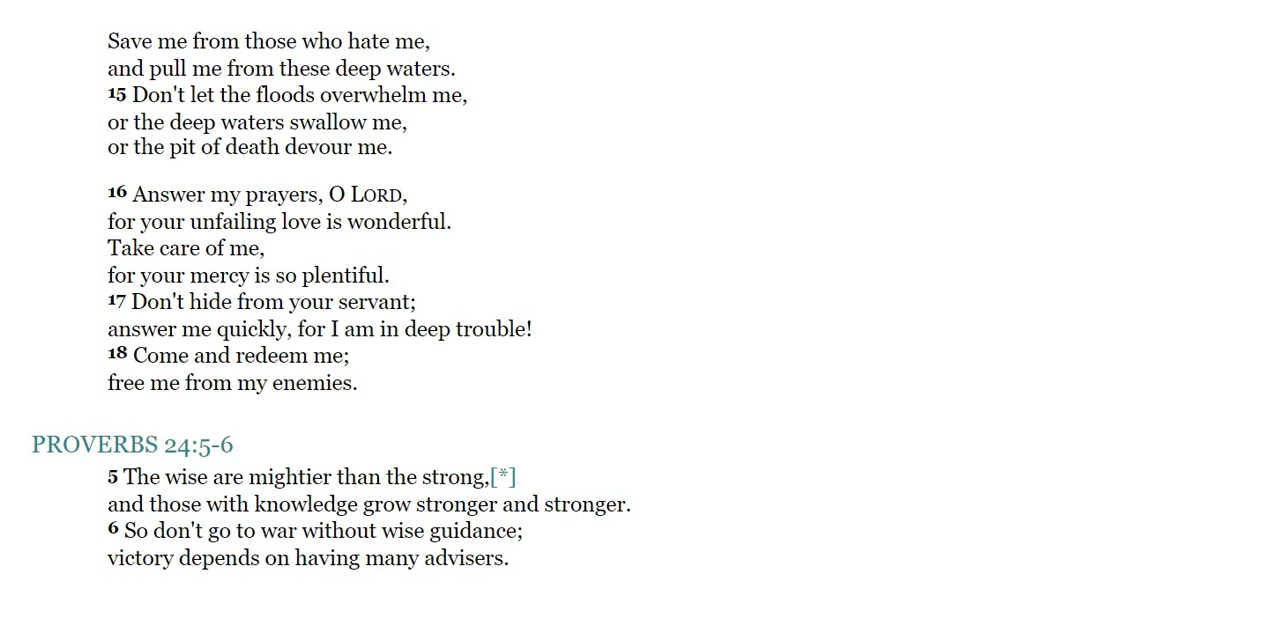 Save me from those who hate me,
and pull me from these deep waters.
15 Don't let the floods overwhelm me,
or the deep waters swallow me,
or the pit of death devour me.
16 Answer my prayers, O LORD,
for your unfailing love is wonderful.
Take care of me,
for your mercy is so plentiful.
17 Don't hide from your servant;
answer me quickly, for I am in deep trouble!
18 Come and redeem me;
free me from my enemies.
PROVERBS 24:5-6
5 The wise are mightier than the strong,[*]
and those with knowledge grow stronger and stronger.
6 So don't go to war without wise guidance;
victory depends on having many advisers.